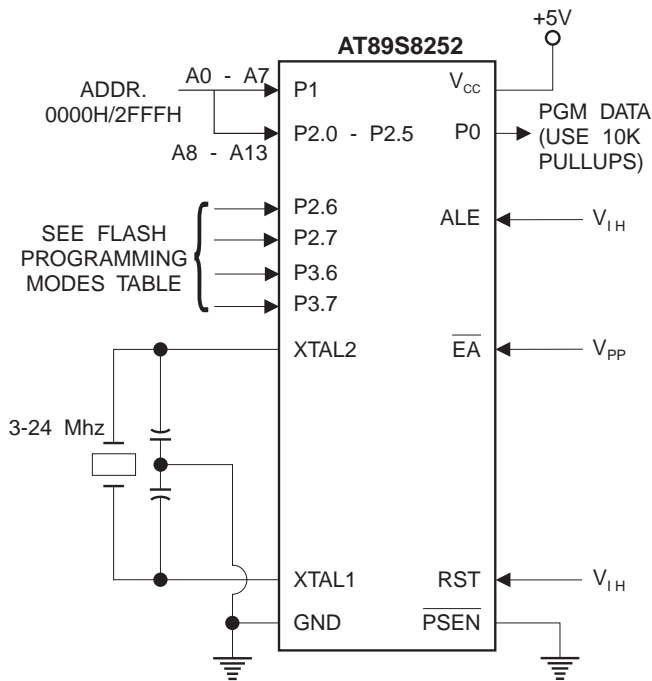 +5V
AT89S8252
ADDR.
0000H/2FFFH
A0 - A7
A8 - A13
P1
P2.0 - P2.5
VCC
P0
PGM DATA
(USE 10K
PULLUPS)
SEE FLASH
PROGRAMMING
MODES TABLE
P2.6
P2.7
P3.6
P3.7
ALE
VIH
XTAL2
EA
VPP
3-24 Mhz
XTAL1
RST
VIH
GND
PSEN